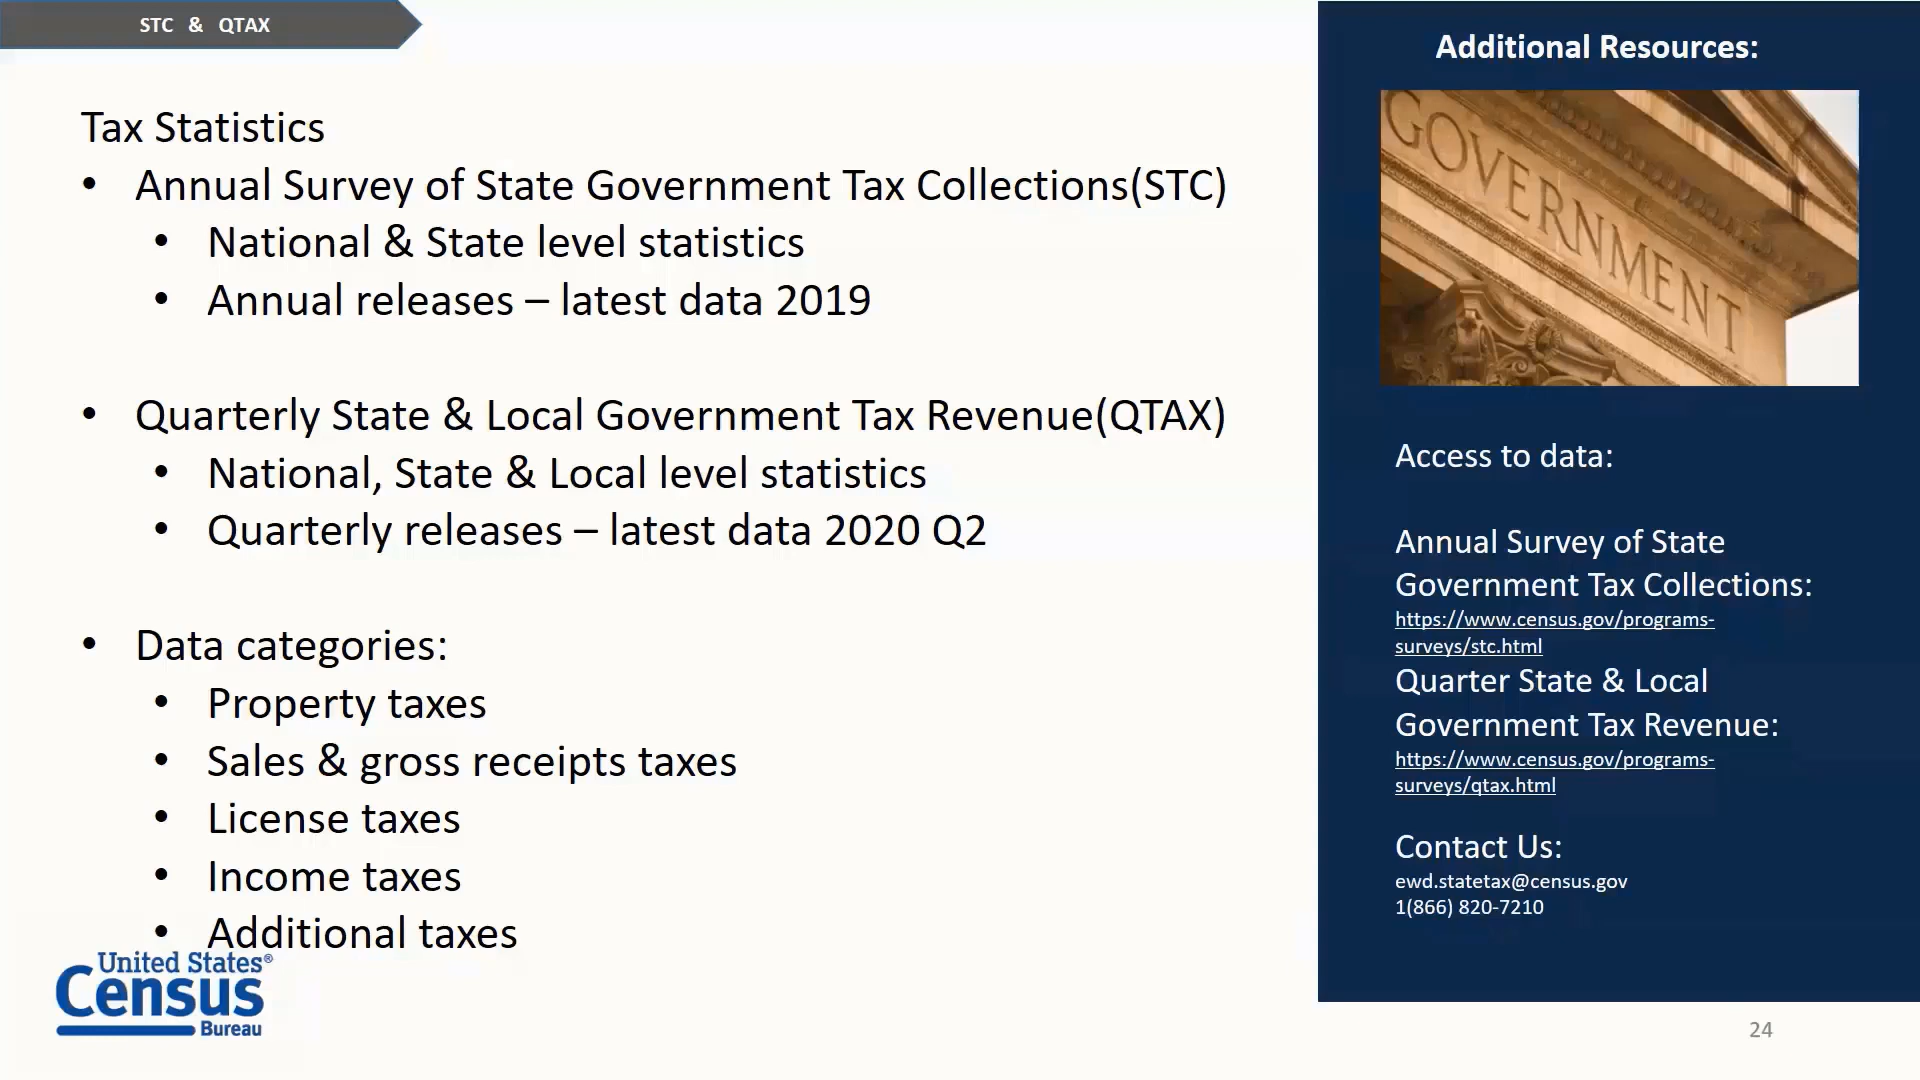 STC & QTAX
Tax Statistics
• Annual Survey of State Government Tax Collections(STC)
• National & State level statistics
• Annual releases – latest data 2019
• Quarterly State & Local Government Tax Revenue(QTAX)
• National, State & Local level statistics
• Quarterly releases – latest data 2020 Q2
• Data categories:
• Property taxes
• Sales & gross receipts taxes
• License taxes
• Income taxes
• Additional taxes
United States®
Census
Bureau
Additional Resources:
GOVERNMENT
Access to data:
Annual Survey of State
Government Tax Collections:
https://www.census.gov/programs-
surveys/stc.html
Quarter State & Local
Government Tax Revenue:
https://www.census.gov/programs-
surveys/qtax.html
Contact Us:
ewd.statetax@census.gov
1(866) 820-7210
24